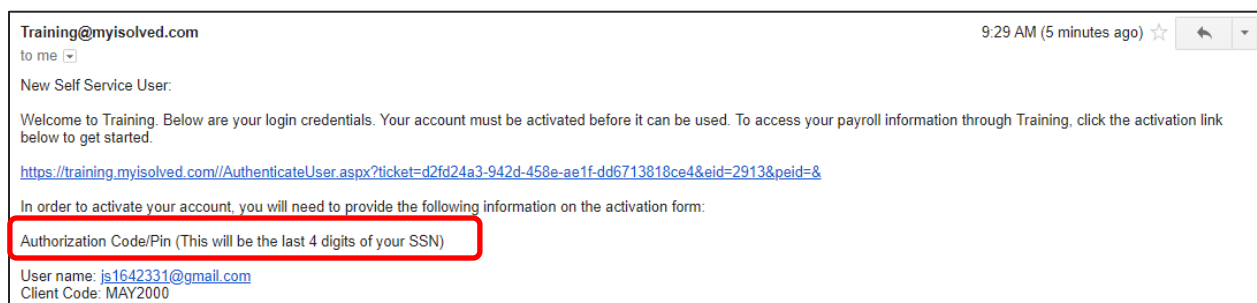 Training@myisolved.com
9:29 AM (5 minutes ago)
to me
New Self Service User:
Welcome to Training. Below are your login credentials. Your account must be activated before it can be used. To access your payroll information through Training, click the activation link
below to get started.
https://training.myisolved.com//AuthenticateUser.aspx?ticket=d2fd24a3-942d-458e-ae1f-dd6713818ce4&eid=2913&peid=&
In order to activate your account, you will need to provide the following information on the activation form:
Authorization Code/Pin (This will be the last 4 digits of your SSN)
User name: js1642331@gmail.com
Client Code: MAY2000